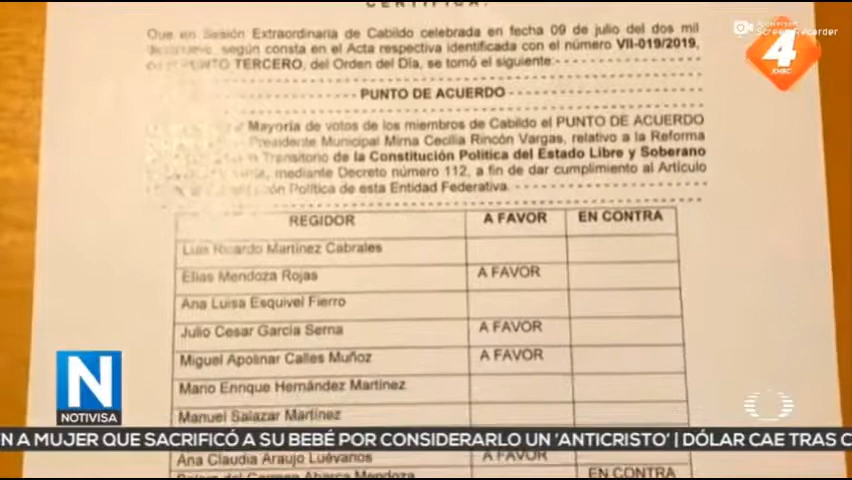 CERTIFICA:
Que en Sesión Extraordinaria de Cabildo celebrada en fecha 09 de julio del dos mil
según consta en el Acta respectiva identificada con el número VII-019/2019,
PUNTO TERCERO, del Orden del Día, se tomó el siguiente:
PUNTO DE ACUERDO
Mayoría de votos de los miembros de Cabildo el PUNTO DE ACUERDO
Presidente Municipal Mirna Cecilia Rincón Vargas, relativo a la Reforma
Transitorio de la Constitución Política del Estado Libre y Soberano
mediante Decreto número 112, a fin de dar cumplimiento al Artículo
Política de esta Entidad Federativa.
REGIDOR A FAVOR EN CONTRA
Luis Ricardo Martínez Cabrales
Elías Mendoza Rojas A FAVOR
Ana Luisa Esquivel Fierro
Julio Cesar García Serna A FAVOR
Miguel Apolinar Calles Muñoz A FAVOR
Mario Enrique Hernández Martínez
Manuel Salazar Martínez
Ana Claudia Araujo Luévanos A FAVOR
del Carmen Abarca Mendoza EN CONTRA
Apowersoft
Screen Recorder
4
XHBC
N
NOTIVISA
N A MUJER QUE SACRIFICÓ A SU BEBÉ POR CONSIDERARLO UN 'ANTICRISTO' | DÓLAR CAE TRAS C